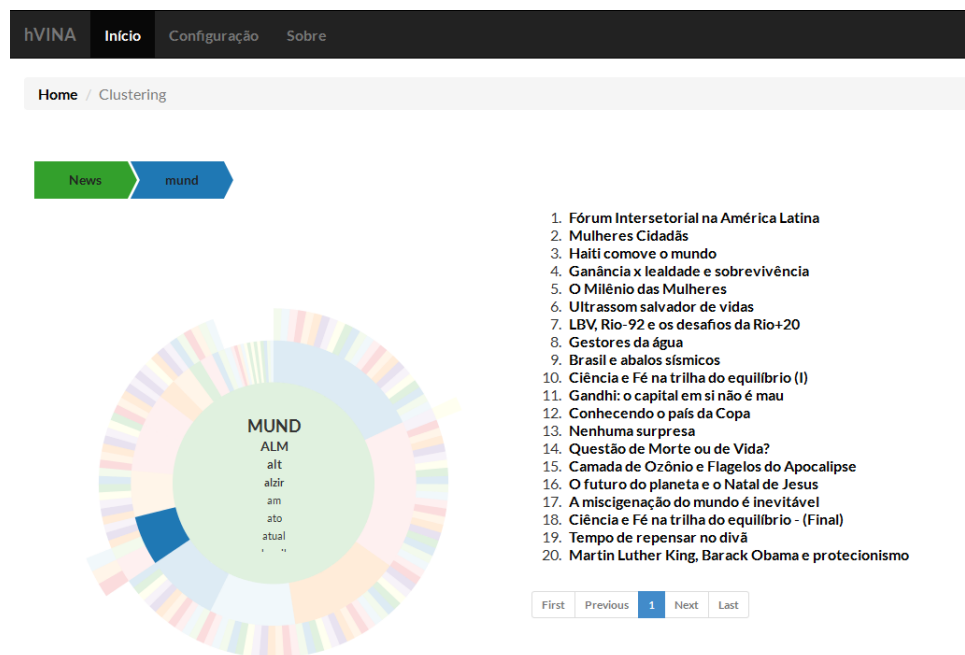 hVINA Início Configuração Sobre
Home / Clustering
News mund
1. Fórum Intersetorial na América Latina
2. Mulheres Cidadãs
3. Haiti comove o mundo
4. Ganância x lealdade e sobrevivência
5. O Milênio das Mulheres
6. Ultrassom salvador de vidas
7. LBV, Rio-92 e os desafios da Rio+20
8. Gestores da água
9. Brasil e abalos sísmicos
10. Ciência e Fé na trilha do equilíbrio (I)
11. Gandhi: o capital em si não é mau
12. Conhecendo o país da Copa
13. Nenhuma surpresa
14. Questão de Morte ou de Vida?
15. Camada de Ozônio e Flagelos do Apocalipse
16. O futuro do planeta e o Natal de Jesus
17. A miscigenação do mundo é inevitável
18. Ciência e Fé na trilha do equilíbrio - (Final)
19. Tempo de repensar no divã
20. Martin Luther King, Barack Obama e protecionismo
First Previous 1 Next Last
MUND
ALM
alt
alzir
am
ato
atual